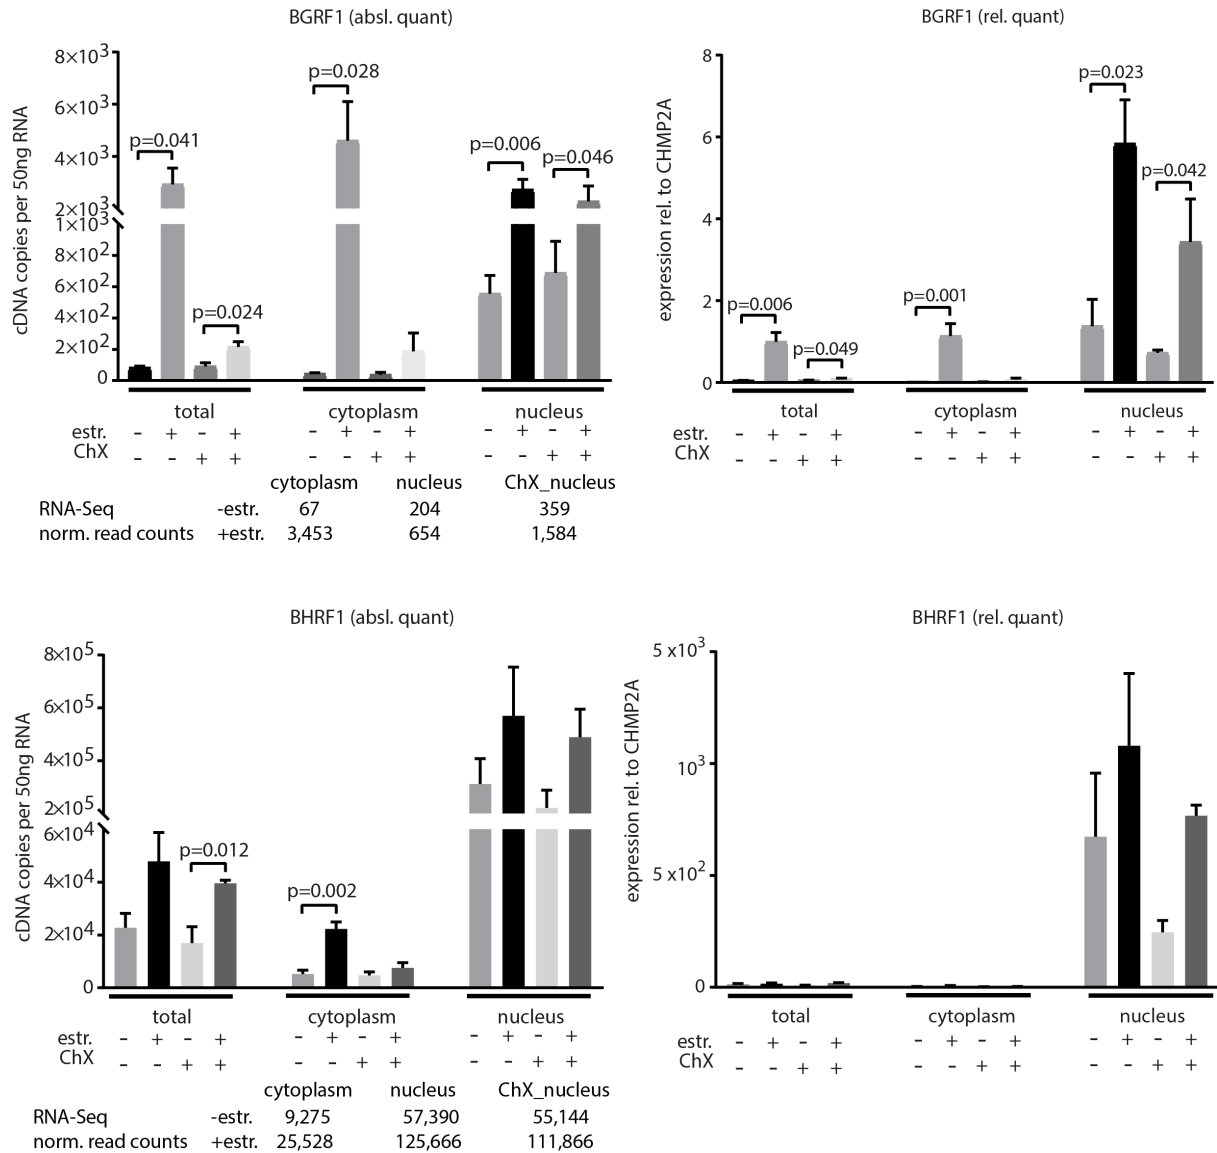 BGRF1 (absl. quant)
cDNA copies per 50ng RNA
8×10³
6×10³
4×10³
2×10³
1×10³
8×10²
6×10²
4×10²
2×10²
0
p=0.041
p=0.024
p=0.028
p=0.006
p=0.046
total cytoplasm nucleus
estr. - + - + - + - + - + - +
ChX - - + + - - + + - - + +
cytoplasm nucleus ChX_nucleus
RNA-Seq -estr. 67 204 359
norm. read counts +estr. 3,453 654 1,584
BGRF1 (rel. quant)
expression rel. to CHMP2A
8
6
4
2
0
p=0.006
p=0.049
p=0.001
p=0.023
p=0.042
total cytoplasm nucleus
estr. - + - + - + - + - + - +
ChX - - + + - - + + - - + +
BHRF1 (absl. quant)
cDNA copies per 50ng RNA
8×10⁵
6×10⁵
4×10⁵
2×10⁵
6×10⁴
4×10⁴
2×10⁴
0
p=0.012
p=0.002
total cytoplasm nucleus
estr. - + - + - + - + - + - +
ChX - - + + - - + + - - + +
cytoplasm nucleus ChX_nucleus
RNA-Seq -estr. 9,275 57,390 55,144
norm. read counts +estr. 25,528 125,666 111,866
BHRF1 (rel. quant)
expression rel. to CHMP2A
5 x10³
10³
5 x10²
0
total cytoplasm nucleus
estr. - + - + - + - + - + - +
ChX - - + + - - + + - - + +